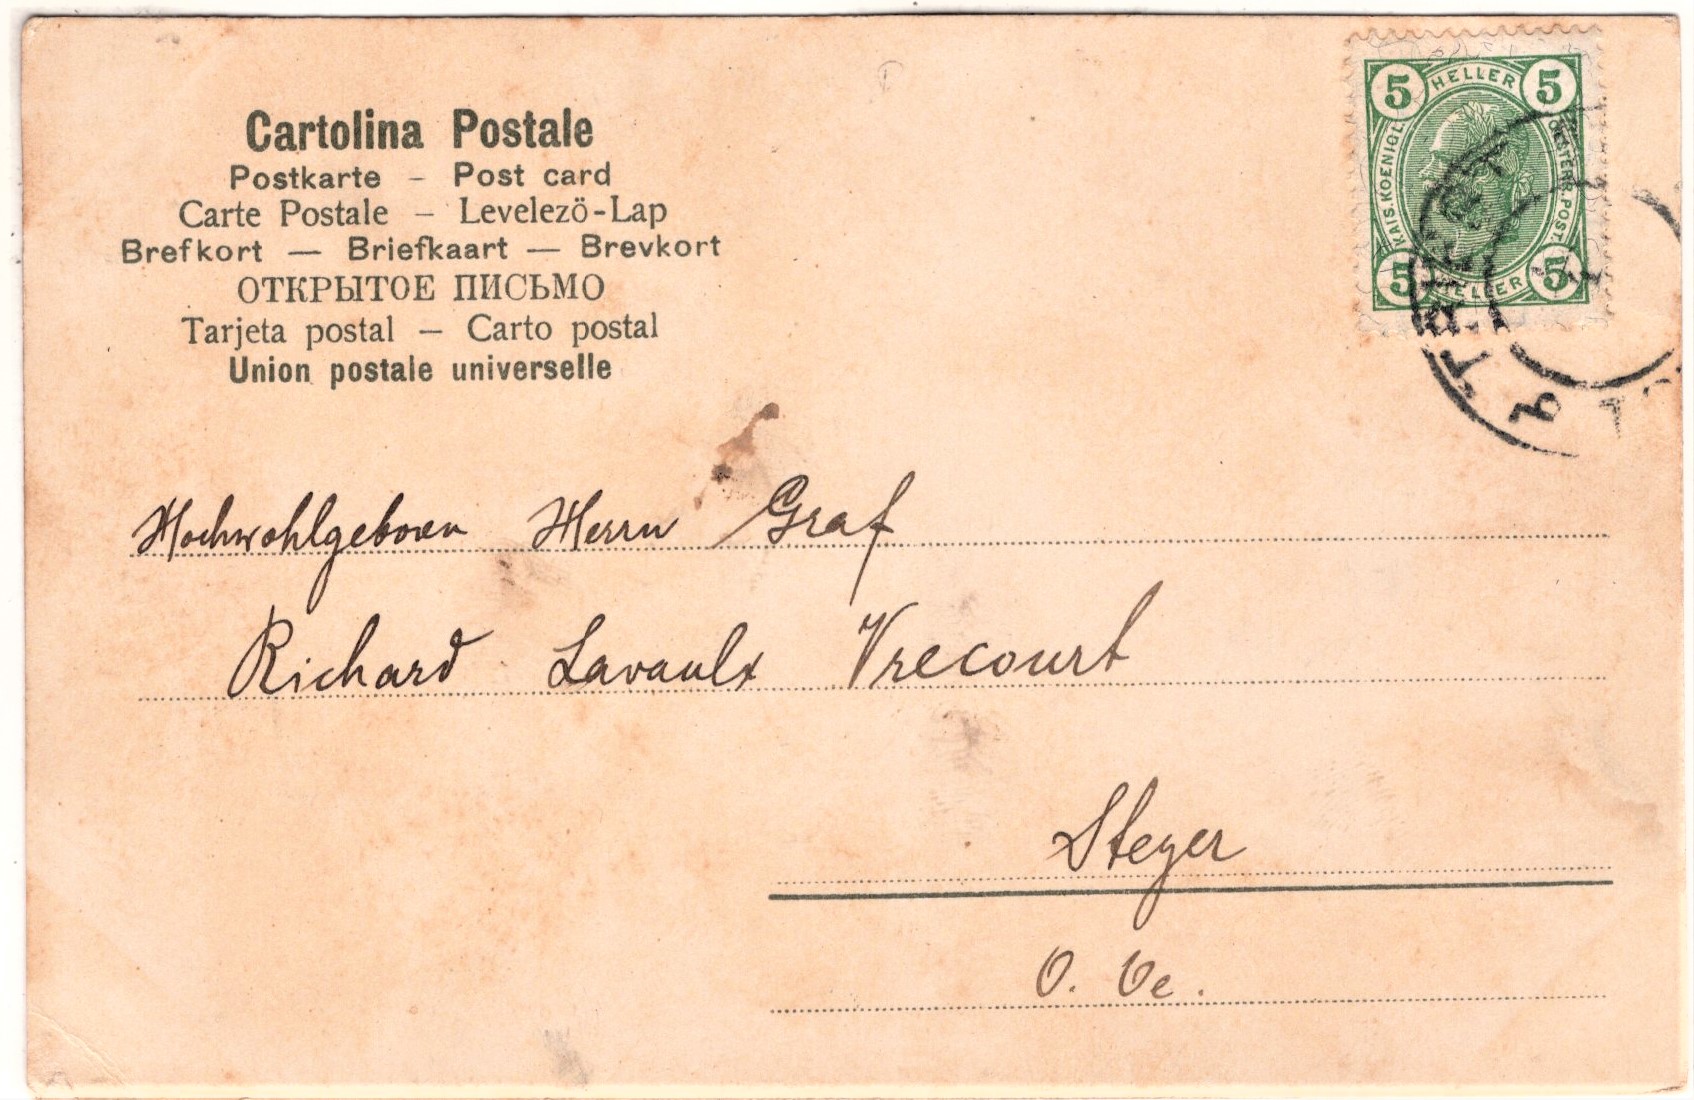 Cartolina Postale
Postkarte – Post card
Carte Postale – Levelezö-Lap
Brefkort — Briefkaart — Brevkort
ОТКРЫТОЕ ПИСЬМО
Tarjeta postal – Carto postal
Union postale universelle
5 HELLER 5
KAIS. KOENIGL. OESTERR. POST.
5 HELLER 5
Hochwohlgeboren Herrn Graf
Richard Lavaulx Vrecourt
Steyer
O. Oe.